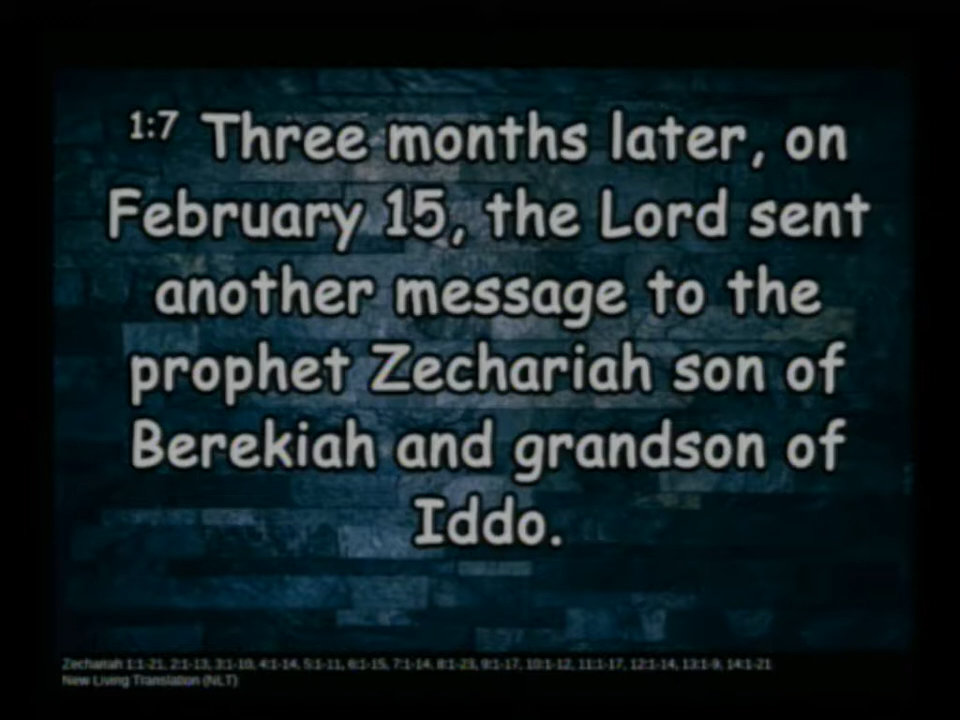 1:7 Three months later, on
February 15, the Lord sent
another message to the
prophet Zechariah son of
Berekiah and grandson of
Iddo.
Zechariah 1:1-21, 2:1-13, 3:1-10, 4:1-14, 5:1-11, 6:1-15, 7:1-14, 8:1-23, 9:1-17, 10:1-12, 11:1-17, 12:1-14, 13:1-9, 14:1-21
New Living Translation (NLT)